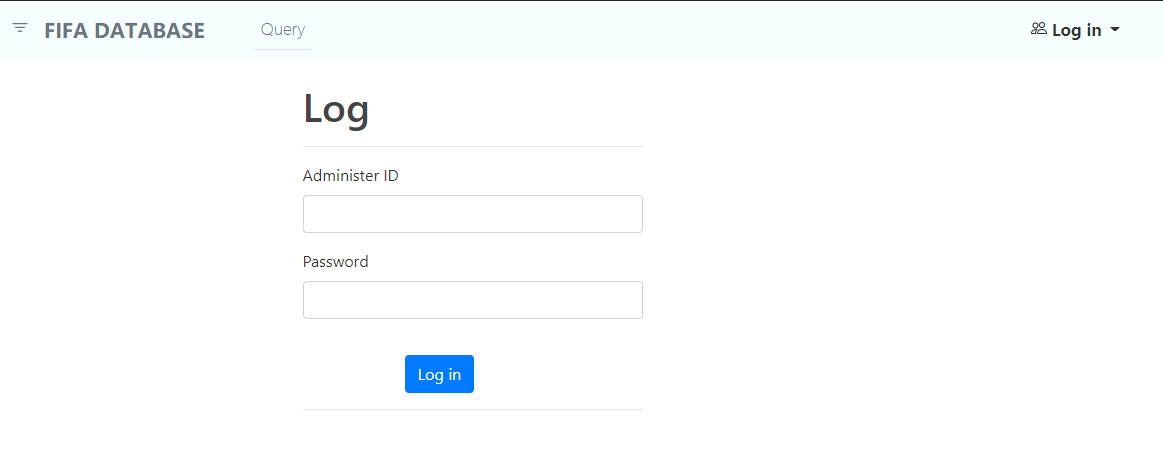 FIFA DATABASE Query Log in
Log
Administer ID
Password
Log in